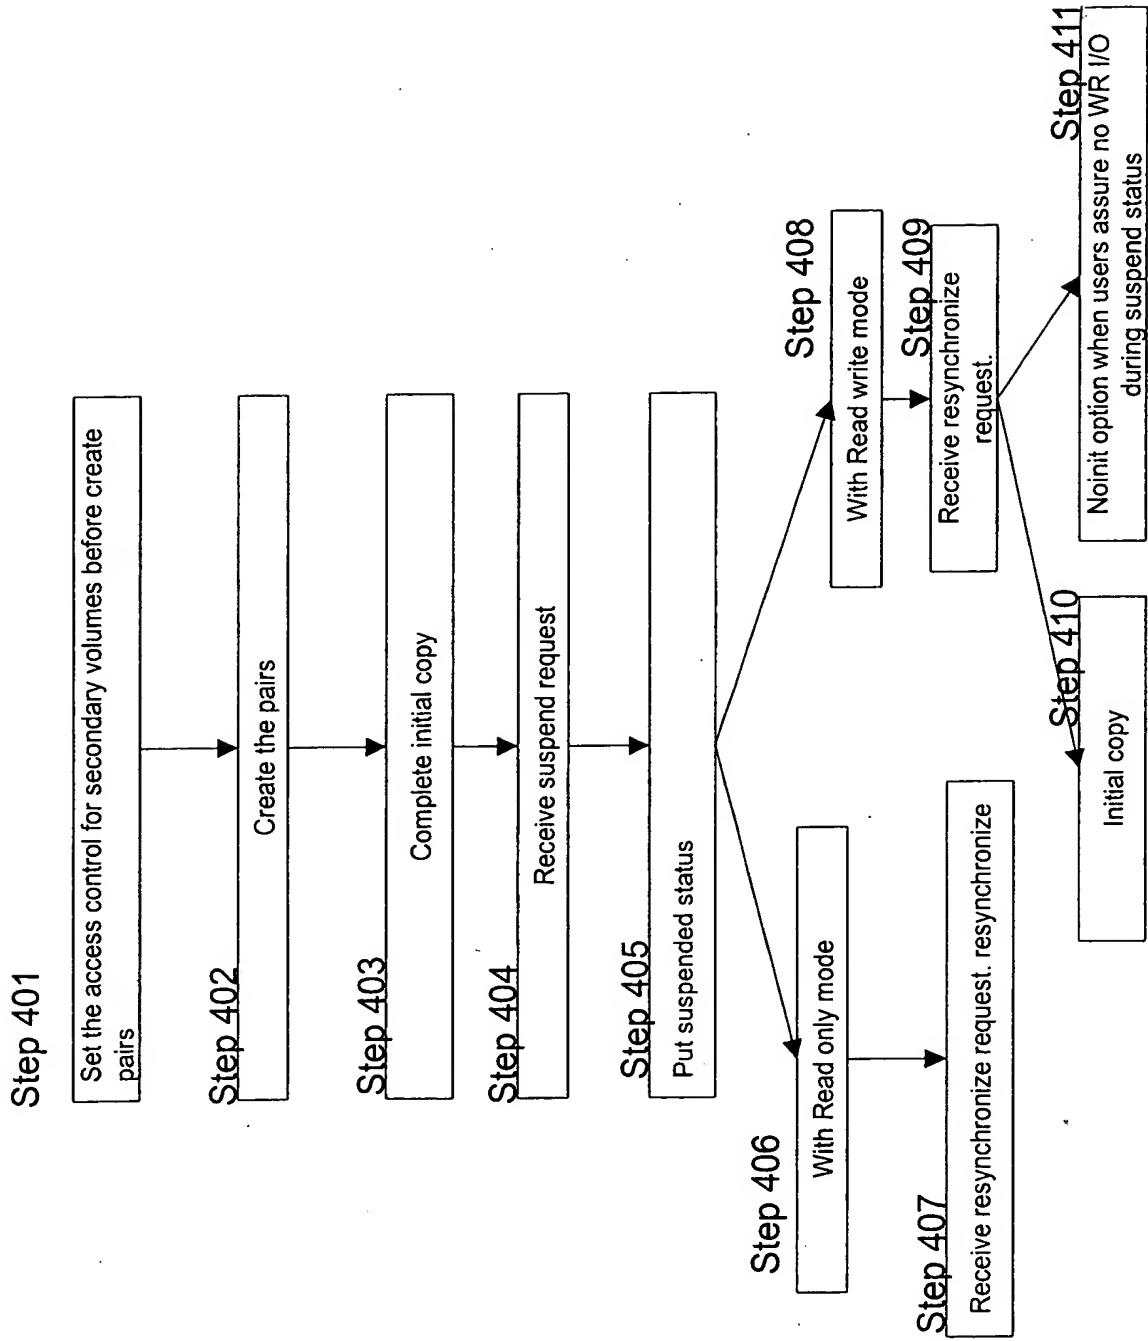 Step 401
Set the access control for secondary volumes before create
pairs
Step 402
Create the pairs
Step 403
Complete initial copy
Step 404
Receive suspend request
Step 405
Put suspended status
Step 406
With Read only mode
Step 407
Receive resynchronize request. resynchronize
Step 408
With Read write mode
Step 409
Receive resynchronize
request.
Step 410
Initial copy
Step 411
Noinit option when users assure no WR I/O
during suspend status